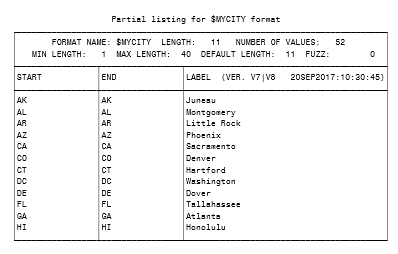 Partial listing for $MYCITY format
FORMAT NAME: $MYCITY LENGTH: 11 NUMBER OF VALUES: 52
MIN LENGTH: 1 MAX LENGTH: 40 DEFAULT LENGTH: 11 FUZZ: 0
START END LABEL (VER. V7|V8 20SEP2017:10:30:45)
AK AK Juneau
AL AL Montgomery
AR AR Little Rock
AZ AZ Phoenix
CA CA Sacramento
CO CO Denver
CT CT Hartford
DC DC Washington
DE DE Dover
FL FL Tallahassee
GA GA Atlanta
HI HI Honolulu